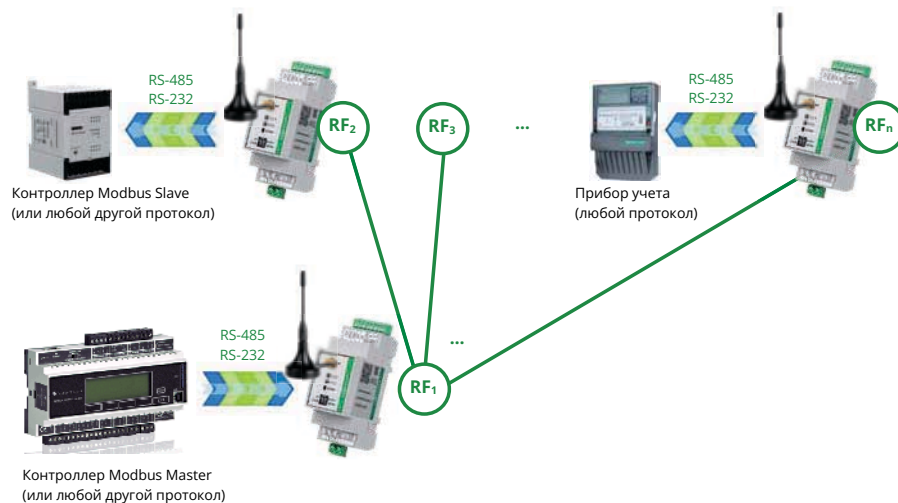 RS-485
RS-232
RF2
RF3
...
RS-485
RS-232
RFn
Контроллер Modbus Slave
(или любой другой протокол)
Прибор учета
(любой протокол)
...
RS-485
RS-232
RF1
Контроллер Modbus Master
(или любой другой протокол)